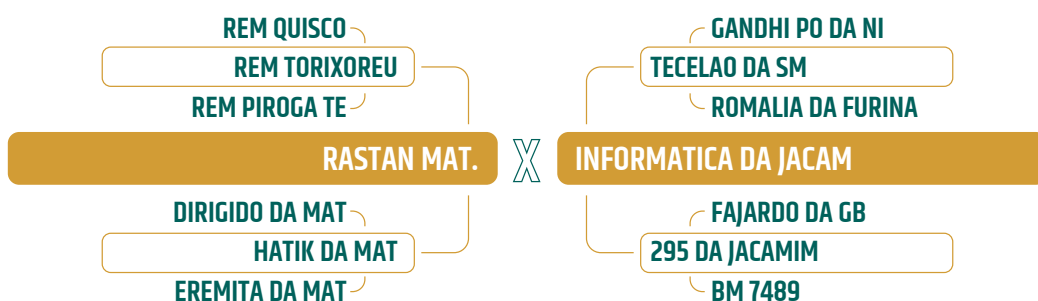 REM QUISCO
REM TORIXOREU
REM PIROGA TE
RASTAN MAT.
DIRIGIDO DA MAT
HATIK DA MAT
EREMITA DA MAT
X
GANDHI PO DA NI
TECELAO DA SM
ROMALIA DA FURINA
INFORMATICA DA JACAM
FAJARDO DA GB
295 DA JACAMIM
BM 7489